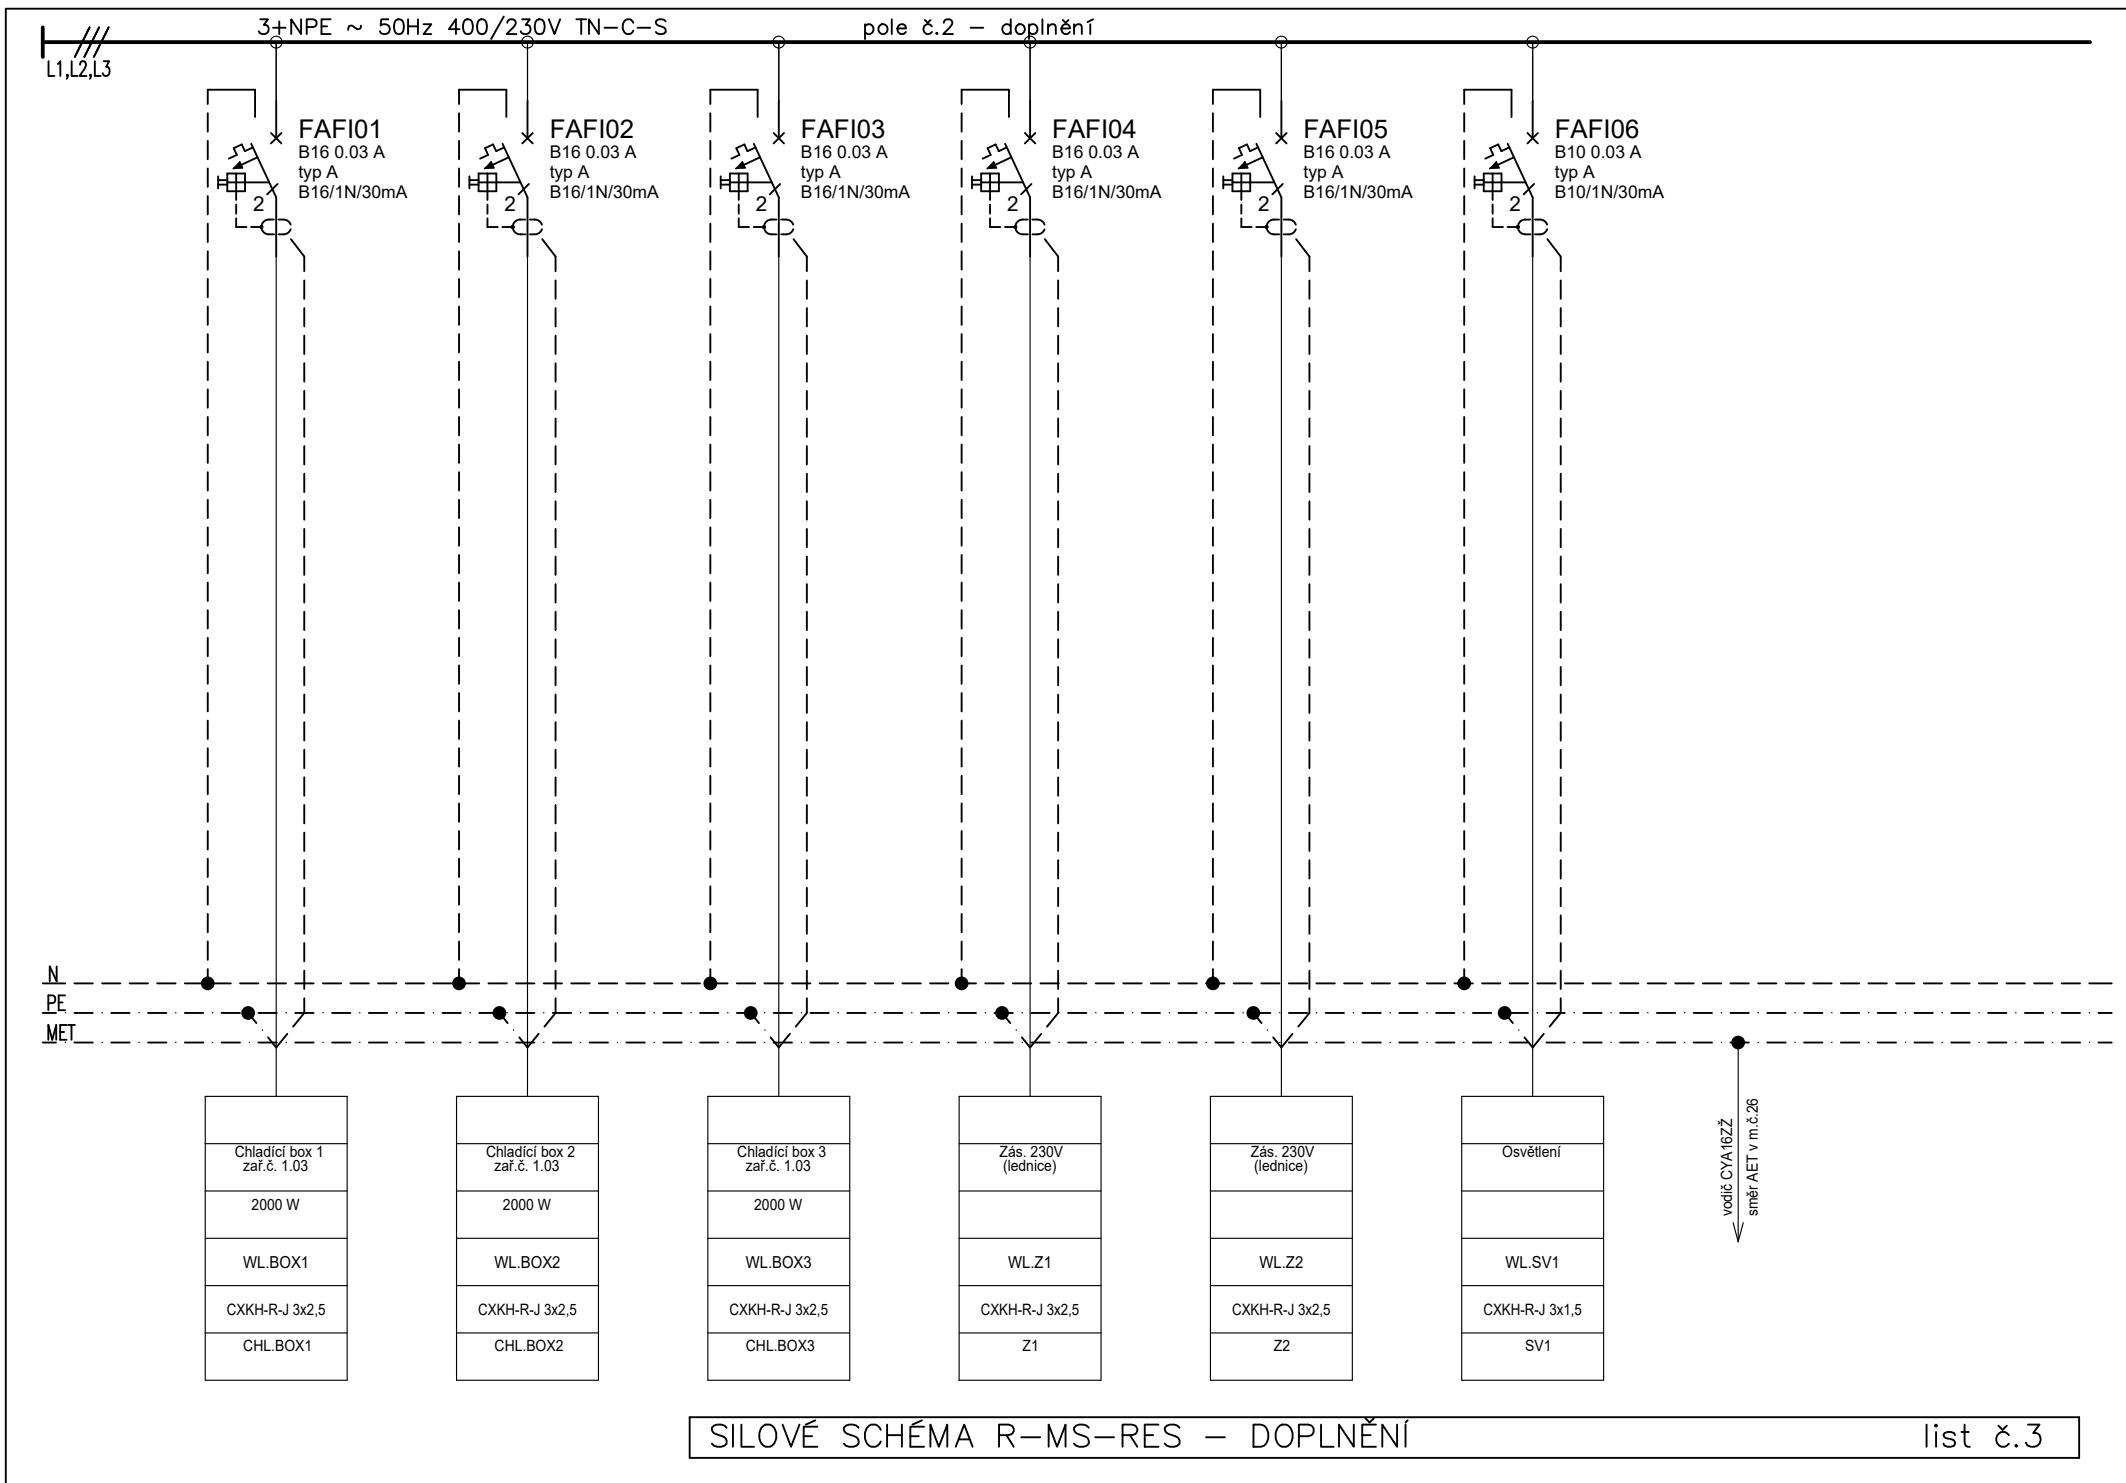 3+NPE ~ 50Hz 400/230V TN-C-S
pole č.2 - doplnění
L1,L2,L3
FAFI01
B16 0.03 A
typ A
B16/1N/30mA
2
FAFI02
B16 0.03 A
typ A
B16/1N/30mA
2
FAFI03
B16 0.03 A
typ A
B16/1N/30mA
2
FAFI04
B16 0.03 A
typ A
B16/1N/30mA
2
FAFI05
B16 0.03 A
typ A
B16/1N/30mA
2
FAFI06
B10 0.03 A
typ A
B10/1N/30mA
2
N
PE
MET
Chladící box 1
zař.č. 1.03
2000 W
WL.BOX1
CXKH-R-J 3x2,5
CHL.BOX1
Chladící box 2
zař.č. 1.03
2000 W
WL.BOX2
CXKH-R-J 3x2,5
CHL.BOX2
Chladící box 3
zař.č. 1.03
2000 W
WL.BOX3
CXKH-R-J 3x2,5
CHL.BOX3
Zás. 230V
(lednice)
WL.Z1
CXKH-R-J 3x2,5
Z1
Zás. 230V
(lednice)
WL.Z2
CXKH-R-J 3x2,5
Z2
Osvětlení
WL.SV1
CXKH-R-J 3x1,5
SV1
vodič CYA16ZŽ
směr AET v m.č.26
SILOVÉ SCHÉMA R-MS-RES - DOPLNĚNÍ
list č.3